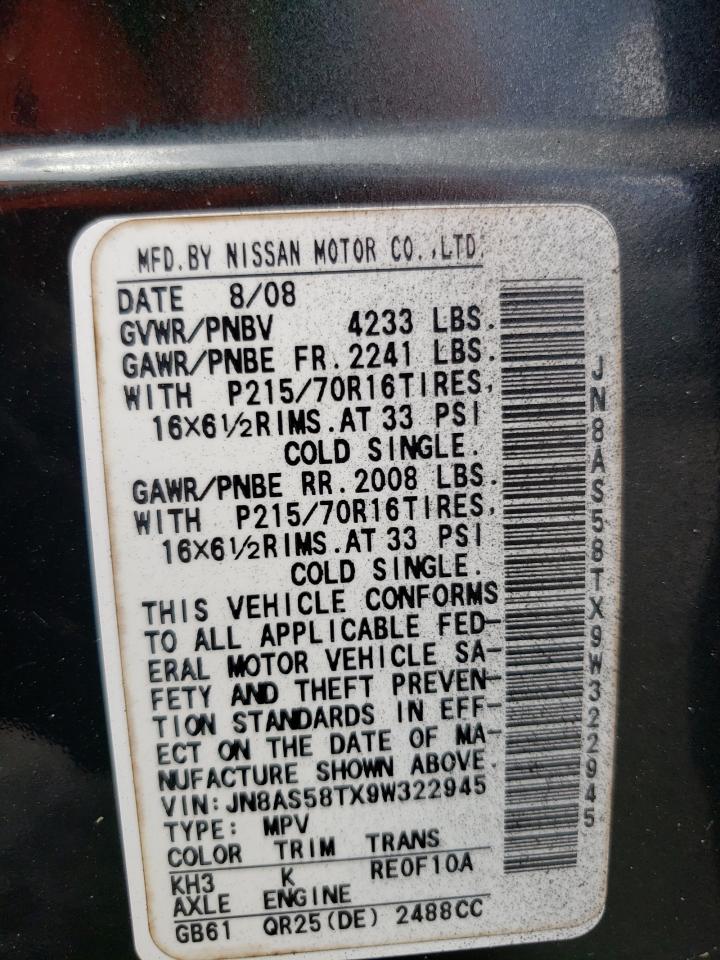 MFD.BY NISSAN MOTOR CO.,LTD.
DATE 8/08
GVWR/PNBV 4233 LBS.
GAWR/PNBE FR.2241 LBS.
WITH P215/70R16TIRES,
16X6½RIMS.AT 33 PSI
COLD SINGLE.
GAWR/PNBE RR.2008 LBS.
WITH P215/70R16TIRES,
16X6½RIMS.AT 33 PSI
COLD SINGLE.
THIS VEHICLE CONFORMS
TO ALL APPLICABLE FED-
ERAL MOTOR VEHICLE SA-
FETY AND THEFT PREVEN-
TION STANDARDS IN EFF-
ECT ON THE DATE OF MA-
NUFACTURE SHOWN ABOVE.
VIN:JN8AS58TX9W322945
TYPE: MPV
COLOR TRIM TRANS
KH3 K RE0F10A
AXLE ENGINE
GB61 QR25(DE) 2488CC
JN8AS58TX9W322945